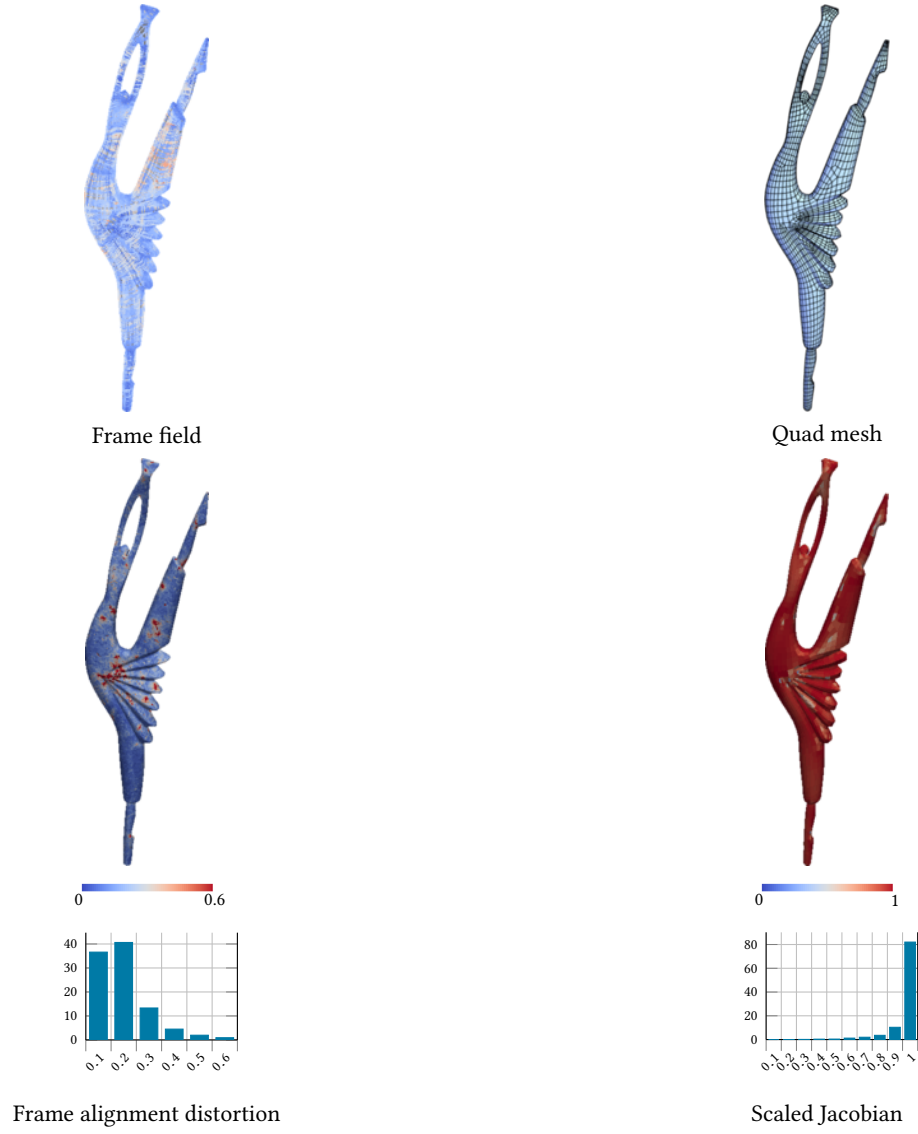 Frame field
Quad mesh
0 0.6
0 1
40
30
20
10
0
0.1 0.2 0.3 0.4 0.5 0.6
80
60
40
20
0
0.1 0.2 0.3 0.4 0.5 0.6 0.7 0.8 0.9 1
Frame alignment distortion
Scaled Jacobian